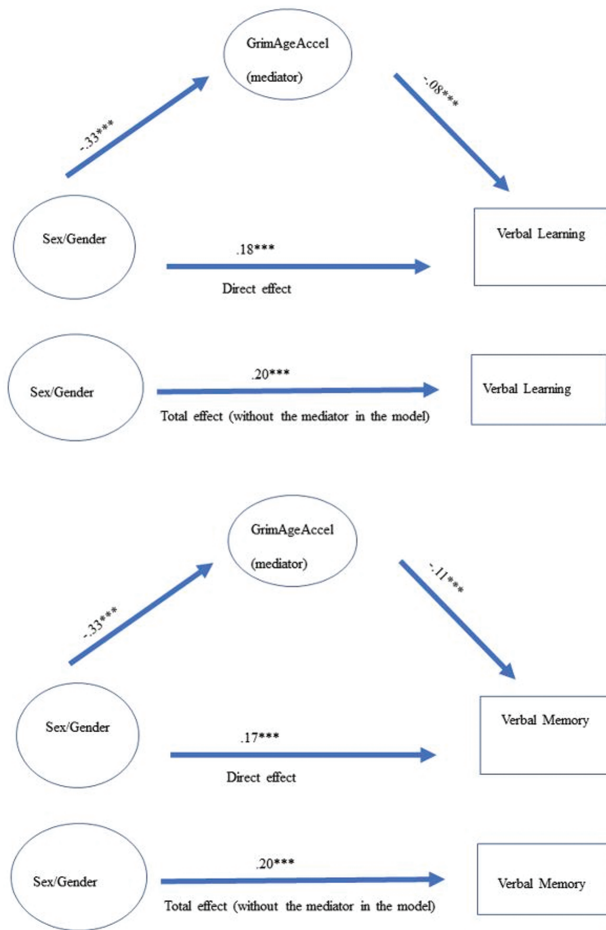 GrimAgeAccel
(mediator)
-.33***
-.08***
Sex/Gender
.18***
Direct effect
Verbal Learning
Sex/Gender
.20***
Total effect (without the mediator in the model)
Verbal Learning
GrimAgeAccel
(mediator)
-.33***
-.11***
Sex/Gender
.17***
Direct effect
Verbal Memory
Sex/Gender
.20***
Total effect (without the mediator in the model)
Verbal Memory